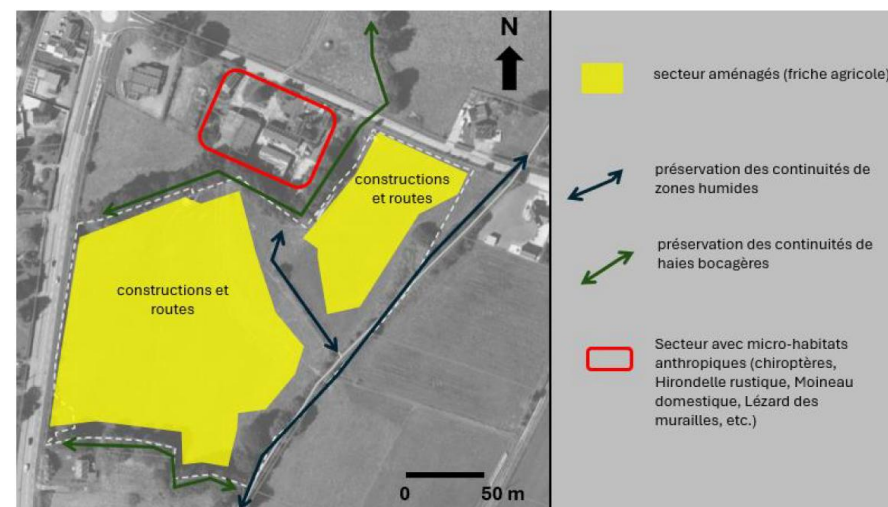 N
constructions
et routes
constructions et
routes
0 50 m
secteur aménagés (friche agricole)
préservation des continuités de
zones humides
préservation des continuités de
haies bocagères
Secteur avec micro-habitats
anthropiques (chiroptères,
Hirondelle rustique, Moineau
domestique, Lézard des
murailles, etc.)